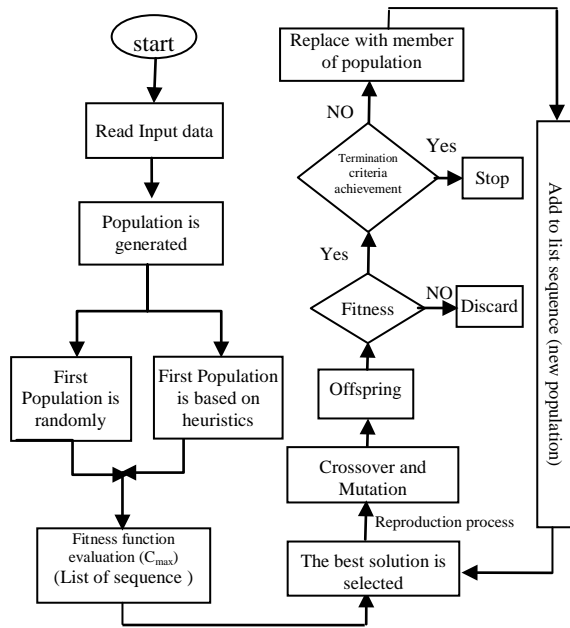 start
Read Input data
Population is
generated
First
Population is
randomly
First Population
is based on
heuristics
Fitness function
evaluation (Cmax)
(List of sequence )
The best solution is
selected
Reproduction process
Crossover and
Mutation
Offspring
Fitness
NO
Discard
Yes
Termination
criteria
achievement
Yes
Stop
NO
Replace with member
of population
Add to list sequence (new population)